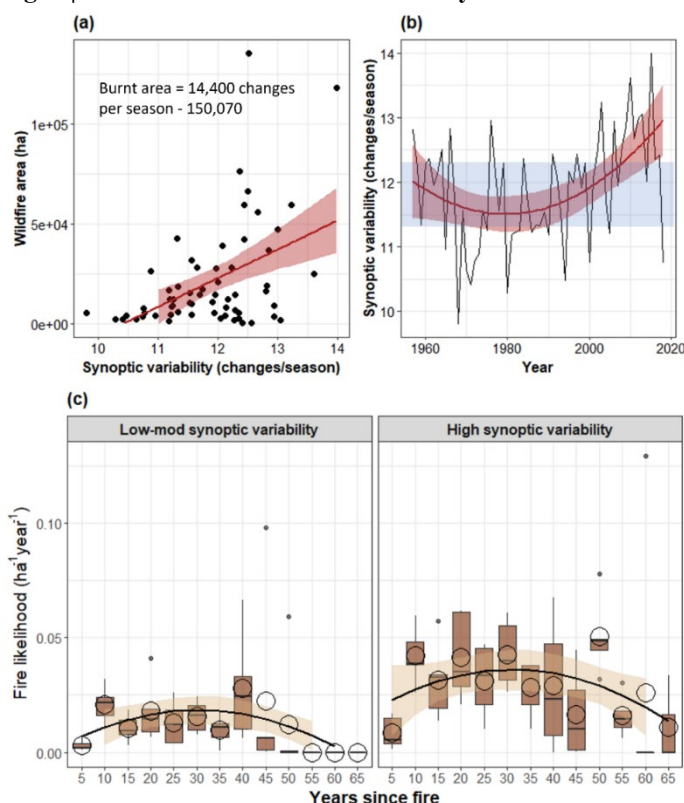 (a)
(b)
Burnt area = 14,400 changes
per season - 150,070
Wildfire area (ha)
1e+05
5e+04
0e+00
10
11
12
13
14
Synoptic variability (changes/season)
Synoptic variability (changes/season)
14
13
12
11
10
1960
1980
2000
2020
Year
(c)
Low-mod synoptic variability
High synoptic variability
Fire likelihood (ha⁻¹year⁻¹)
0.10
0.05
0.00
5 10 15 20 25 30 35 40 45 50 55 60 65
5 10 15 20 25 30 35 40 45 50 55 60 65
Years since fire